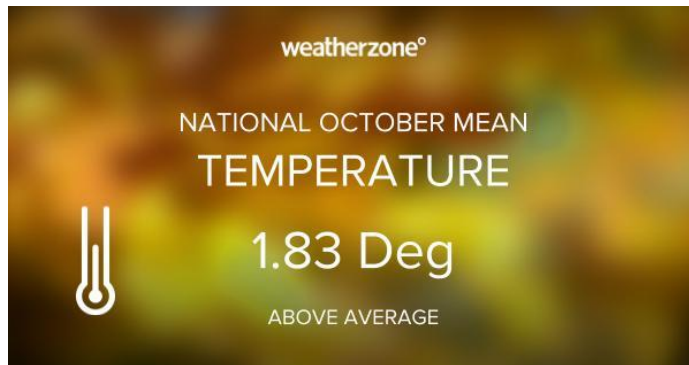 weatherzone°
NATIONAL OCTOBER MEAN
TEMPERATURE
1.83 Deg
ABOVE AVERAGE